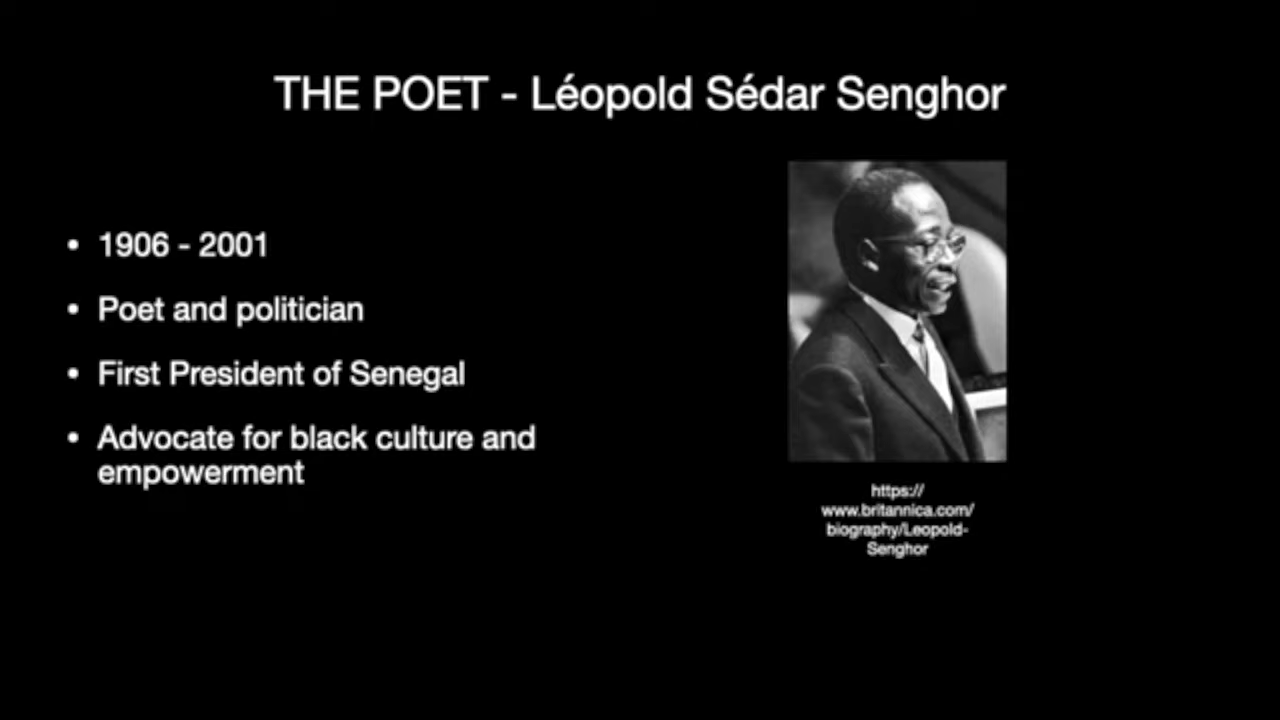 THE POET - Léopold Sédar Senghor
• 1906 - 2001
• Poet and politician
• First President of Senegal
• Advocate for black culture and
empowerment
https://
www.britannica.com/
biography/Leopold-
Senghor